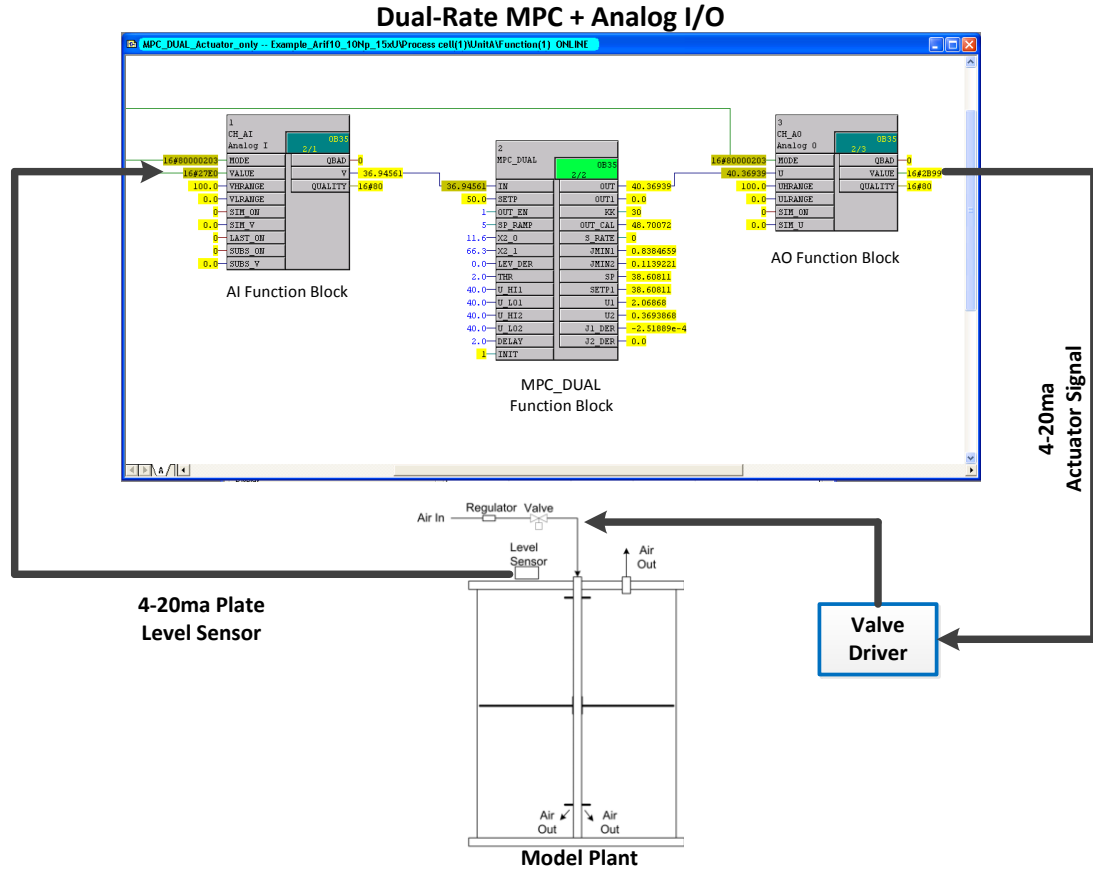 Dual-Rate MPC + Analog I/O
MPC_DUAL_Actuator_only -- Example_Arif10_10Np_15xU\Process cell(1)\UnitA\Function(1) ONLINE
1
CH_AI
Analog I
OB35
2/1
16#80000203 MODE QBAD 0
16#27E0 VALUE V 36.94561
100.0 VHRANGE QUALITY 16#80
0.0 VLRANGE
0 SIM_ON
0.0 SIM_V
0 LAST_ON
0 SUBS_ON
0.0 SUBS_V
AI Function Block
2
MPC_DUAL
OB35
2/2
36.94561 IN OUT 40.36939
50.0 SETP OUT1 0.0
1 OUT_EN KK 30
5 SP_RAMP OUT_CAL 48.70072
11.6 X2_0 S_RATE 0
66.3 X2_1 JMIN1 0.8384659
0.0 LEV_DER JMIN2 0.1139221
2.0 THR SP 38.60811
40.0 U_HI1 SETP1 38.60811
40.0 U_LO1 U1 2.06868
40.0 U_HI2 U2 0.3693868
40.0 U_LO2 J1_DER -2.51889e-4
2.0 DELAY J2_DER 0.0
1 INIT
MPC_DUAL
Function Block
3
CH_AO
Analog O
OB35
2/3
16#80000203 MODE QBAD 0
40.36939 U VALUE 16#2B99
100.0 UHRANGE QUALITY 16#80
0.0 ULRANGE
0 SIM_ON
0.0 SIM_U
AO Function Block
A
4-20ma
Actuator Signal
Air In
Regulator
Valve
Level
Sensor
Air
Out
4-20ma Plate
Level Sensor
Valve
Driver
Air
Out
Air
Out
Model Plant